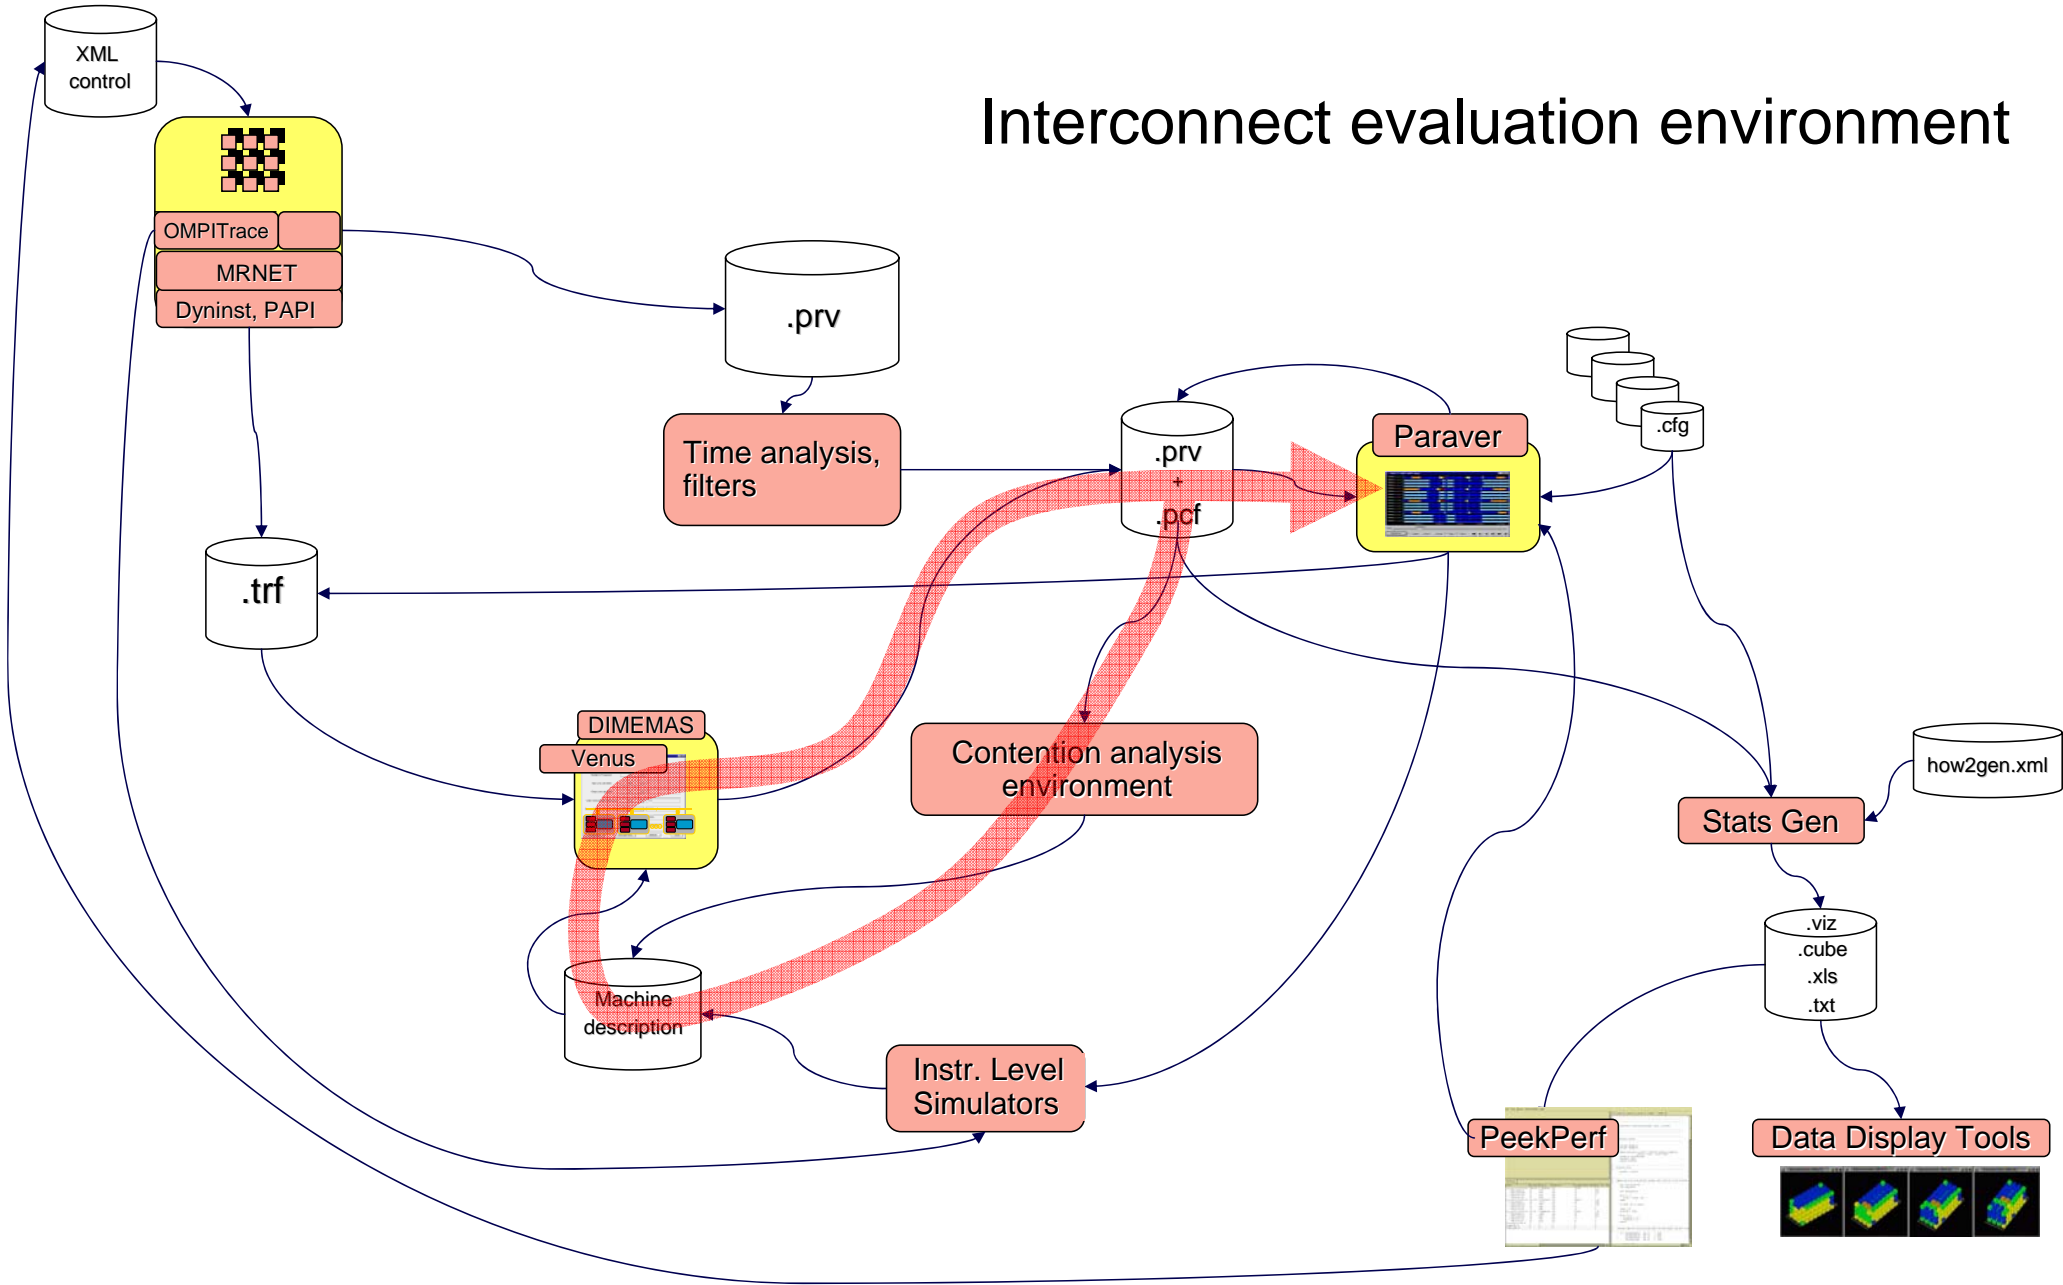 XML
control
Interconnect evaluation environment
OMPITrace
MRNET
Dyninst, PAPI
.prv
.cfg
Time analysis,
filters
.prv
+
.pcf
Paraver
.trf
DIMEMAS
Venus
Contention analysis
environment
how2gen.xml
Stats Gen
.viz
.cube
.xls
.txt
Machine
description
Instr. Level
Simulators
PeekPerf
Data Display Tools